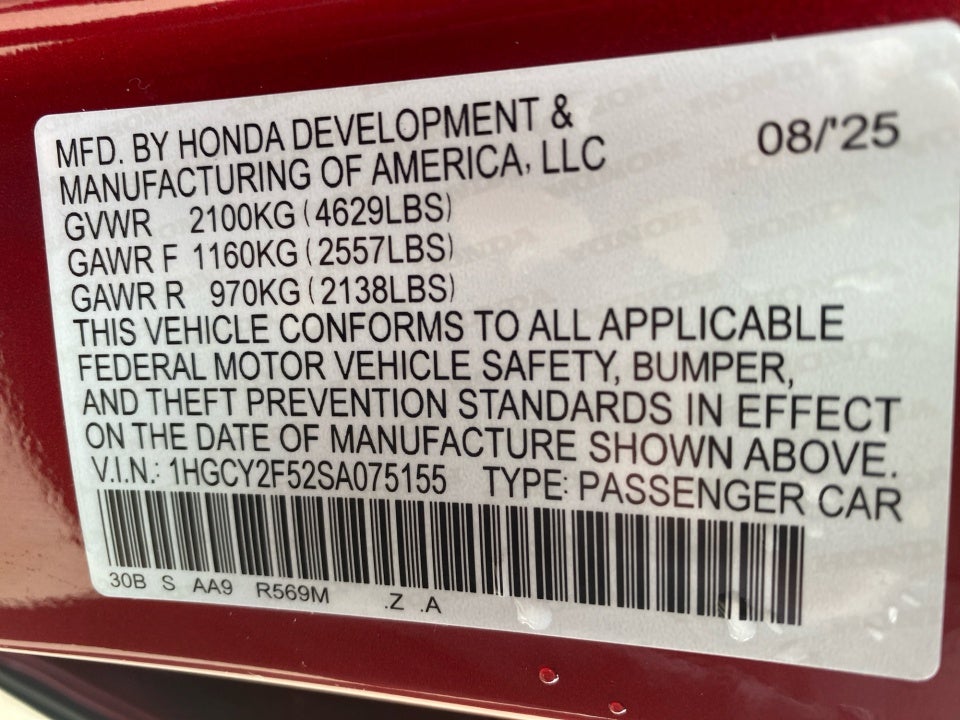 MFD. BY HONDA DEVELOPMENT &
MANUFACTURING OF AMERICA, LLC
08/'25
GVWR 2100KG (4629LBS)
GAWR F 1160KG (2557LBS)
GAWR R 970KG (2138LBS)
THIS VEHICLE CONFORMS TO ALL APPLICABLE
FEDERAL MOTOR VEHICLE SAFETY, BUMPER,
AND THEFT PREVENTION STANDARDS IN EFFECT
ON THE DATE OF MANUFACTURE SHOWN ABOVE.
V.I.N.: 1HGCY2F52SA075155 TYPE: PASSENGER CAR
30B S AA9 R569M .Z .A